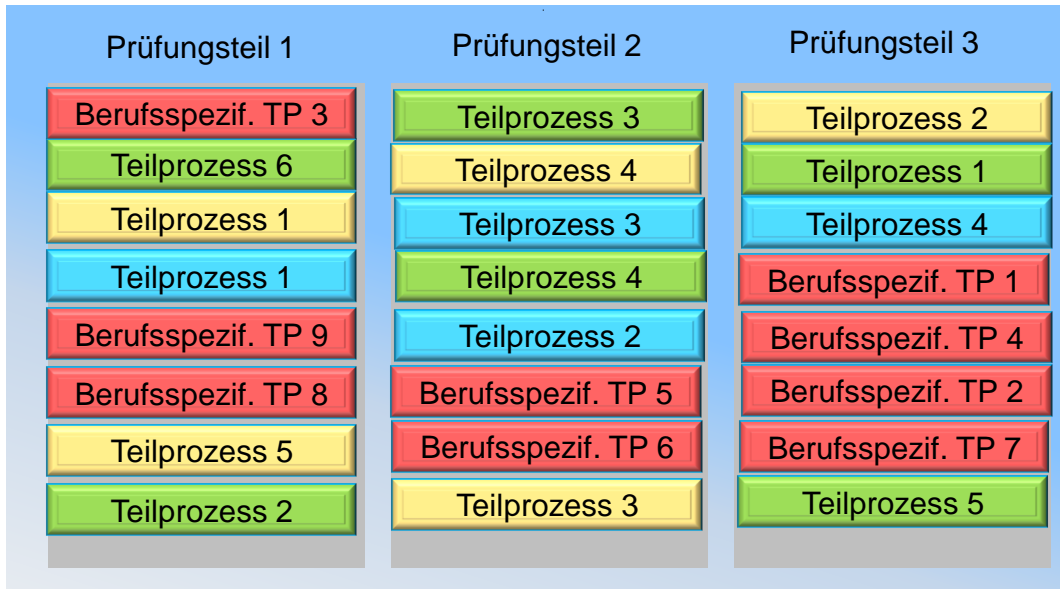 Prüfungsteil 1
Berufsspezif. TP 3
Teilprozess 6
Teilprozess 1
Teilprozess 1
Berufsspezif. TP 9
Berufsspezif. TP 8
Teilprozess 5
Teilprozess 2
Prüfungsteil 2
Teilprozess 3
Teilprozess 4
Teilprozess 3
Teilprozess 4
Teilprozess 2
Berufsspezif. TP 5
Berufsspezif. TP 6
Teilprozess 3
Prüfungsteil 3
Teilprozess 2
Teilprozess 1
Teilprozess 4
Berufsspezif. TP 1
Berufsspezif. TP 4
Berufsspezif. TP 2
Berufsspezif. TP 7
Teilprozess 5